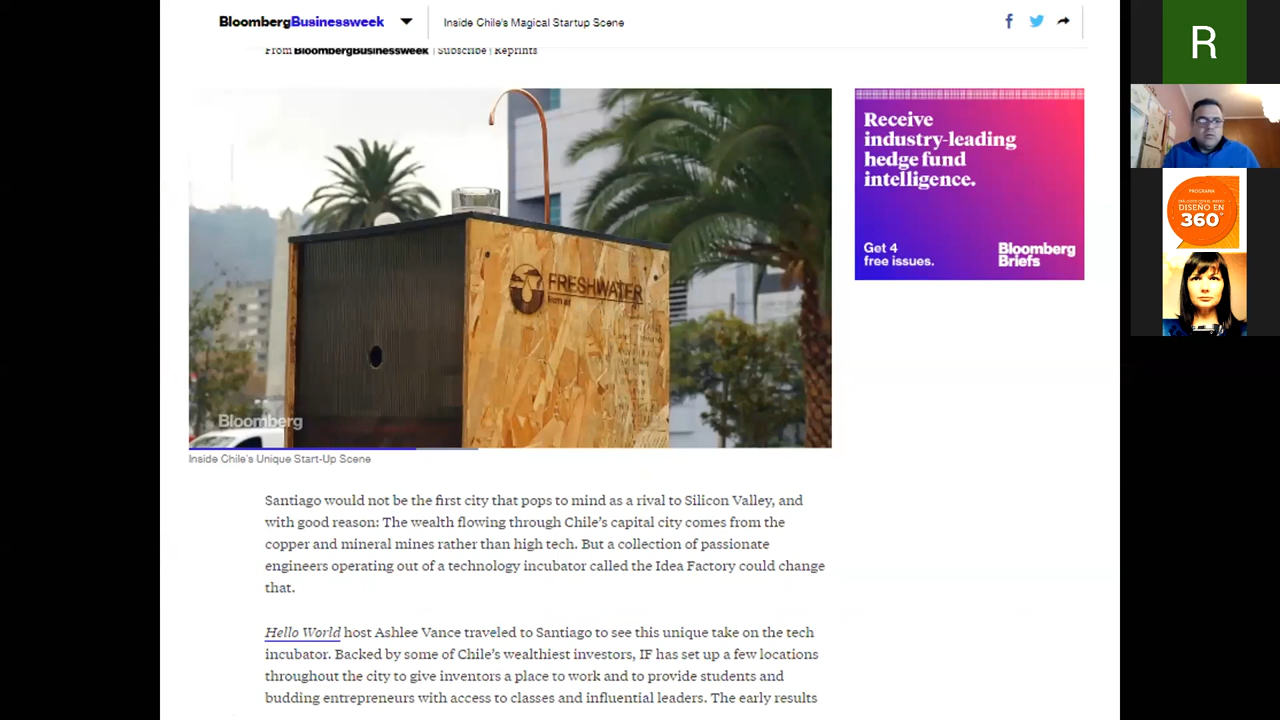 BloombergBusinessweek
Inside Chile's Magical Startup Scene
From BloombergBusinessweek | Subscribe | Reprints
FRESHWATER
Bloomberg
Inside Chile's Unique Start-Up Scene
Receive
industry-leading
hedge fund
intelligence.
Get 4
free issues.
Bloomberg
Briefs
Santiago would not be the first city that pops to mind as a rival to Silicon Valley, and
with good reason: The wealth flowing through Chile's capital city comes from the
copper and mineral mines rather than high tech. But a collection of passionate
engineers operating out of a technology incubator called the Idea Factory could change
that.
Hello World host Ashlee Vance traveled to Santiago to see this unique take on the tech
incubator. Backed by some of Chile's wealthiest investors, IF has set up a few locations
throughout the city to give inventors a place to work and to provide students and
budding entrepreneurs with access to classes and influential leaders. The early results
R
PROGRAMA
DISEÑO EN
360°